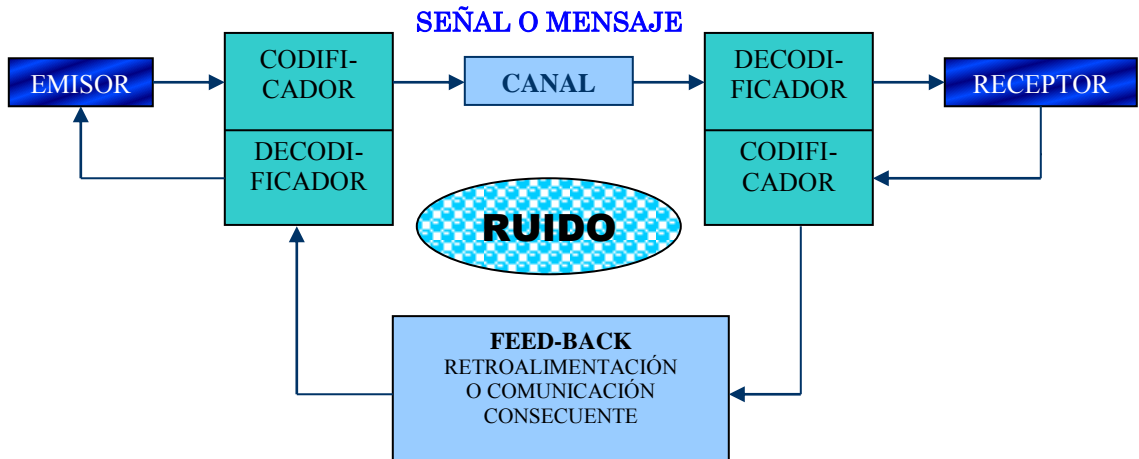 SEÑAL O MENSAJE
EMISOR
CODIFI-
CADOR
CANAL
DECODI-
FICADOR
RECEPTOR
DECODI-
FICADOR
CODIFI-
CADOR
RUIDO
FEED-BACK
RETROALIMENTACIÓN
O COMUNICACIÓN
CONSECUENTE